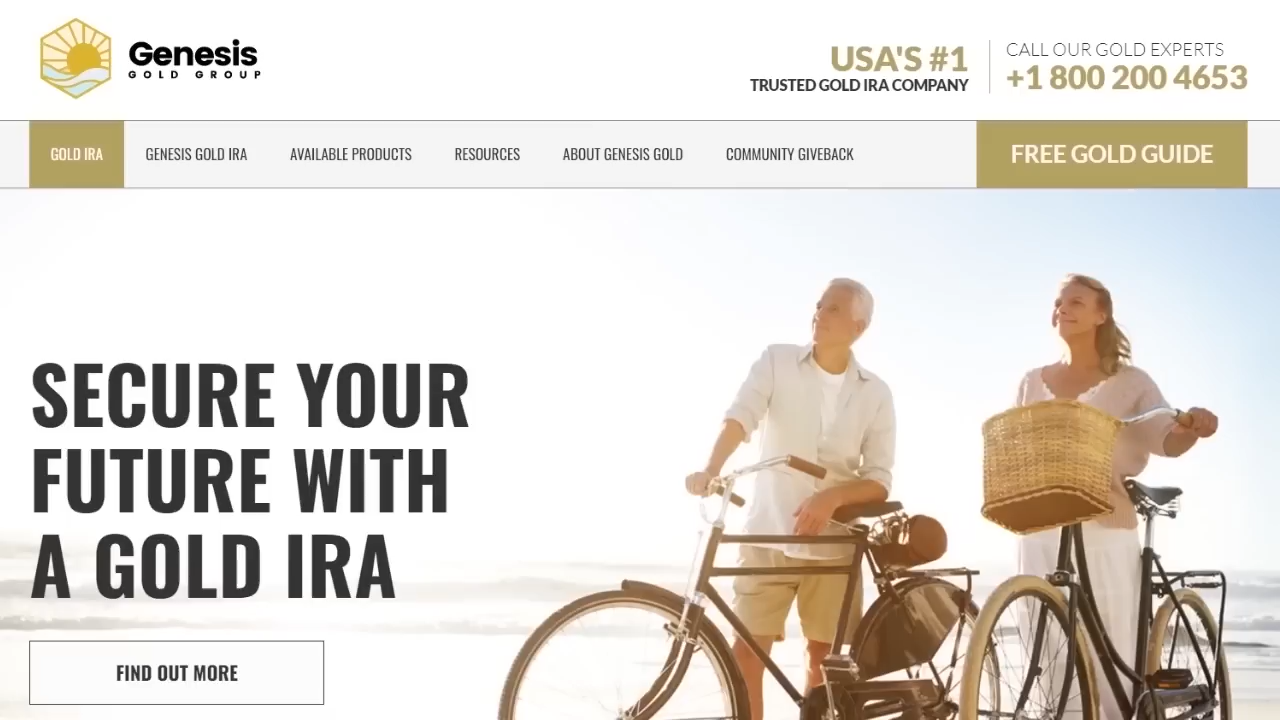 Genesis
GOLD GROUP
USA'S #1
TRUSTED GOLD IRA COMPANY
CALL OUR GOLD EXPERTS
+1 800 200 4653
GOLD IRA
GENESIS GOLD IRA
AVAILABLE PRODUCTS
RESOURCES
ABOUT GENESIS GOLD
COMMUNITY GIVEBACK
FREE GOLD GUIDE
SECURE YOUR
FUTURE WITH
A GOLD IRA
FIND OUT MORE